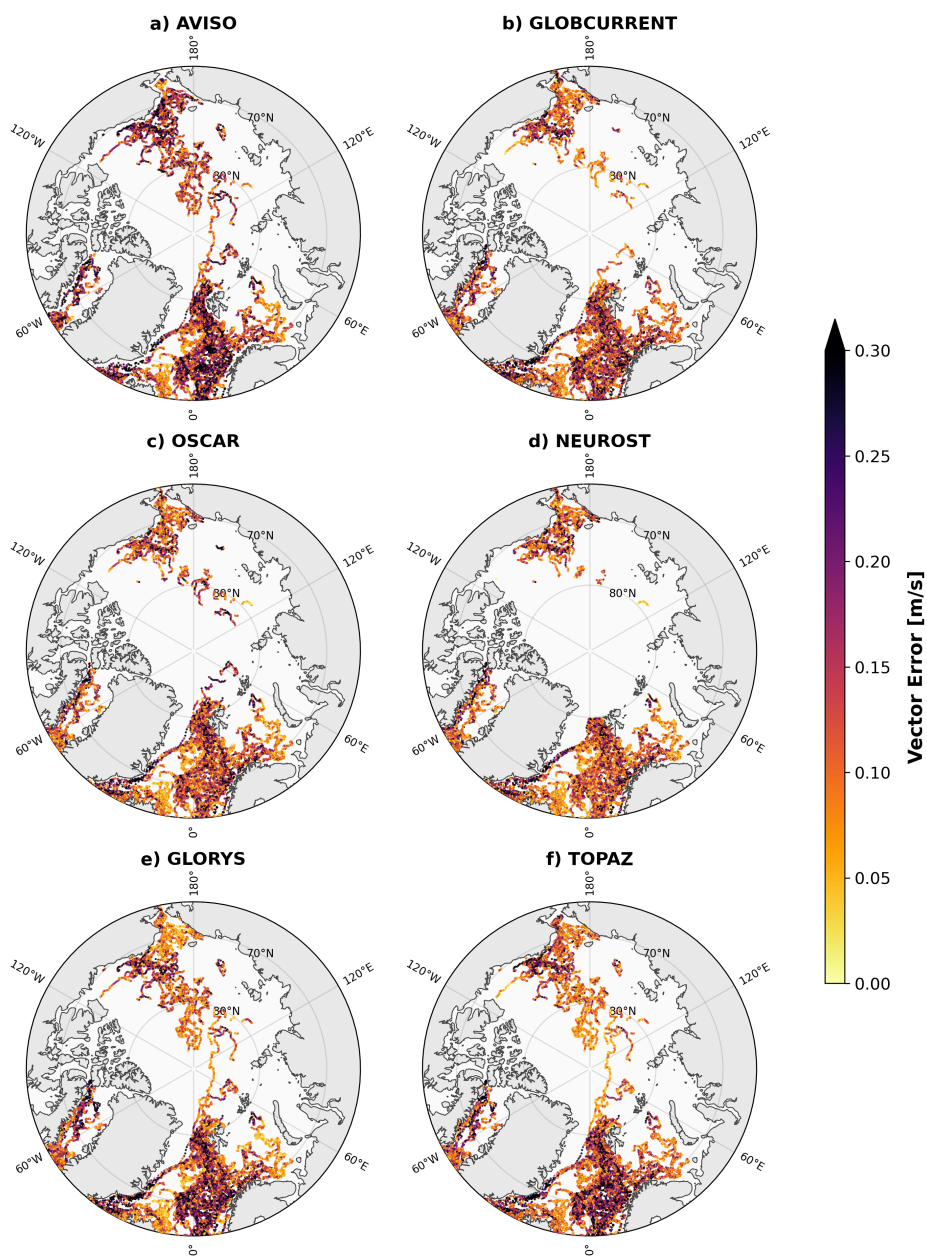 a) AVISO
180°
70°N
120°W
120°E
80°N
60°W
60°E
0°
b) GLOBCURRENT
180°
70°N
120°W
120°E
80°N
60°W
60°E
0°
c) OSCAR
180°
70°N
120°W
120°E
80°N
60°W
60°E
0°
d) NEUROST
180°
70°N
120°W
120°E
80°N
60°W
60°E
0°
e) GLORYS
180°
70°N
120°W
120°E
80°N
60°W
60°E
0°
f) TOPAZ
180°
70°N
120°W
120°E
80°N
60°W
60°E
0°
0.30
0.25
0.20
0.15
0.10
0.05
0.00
Vector Error [m/s]